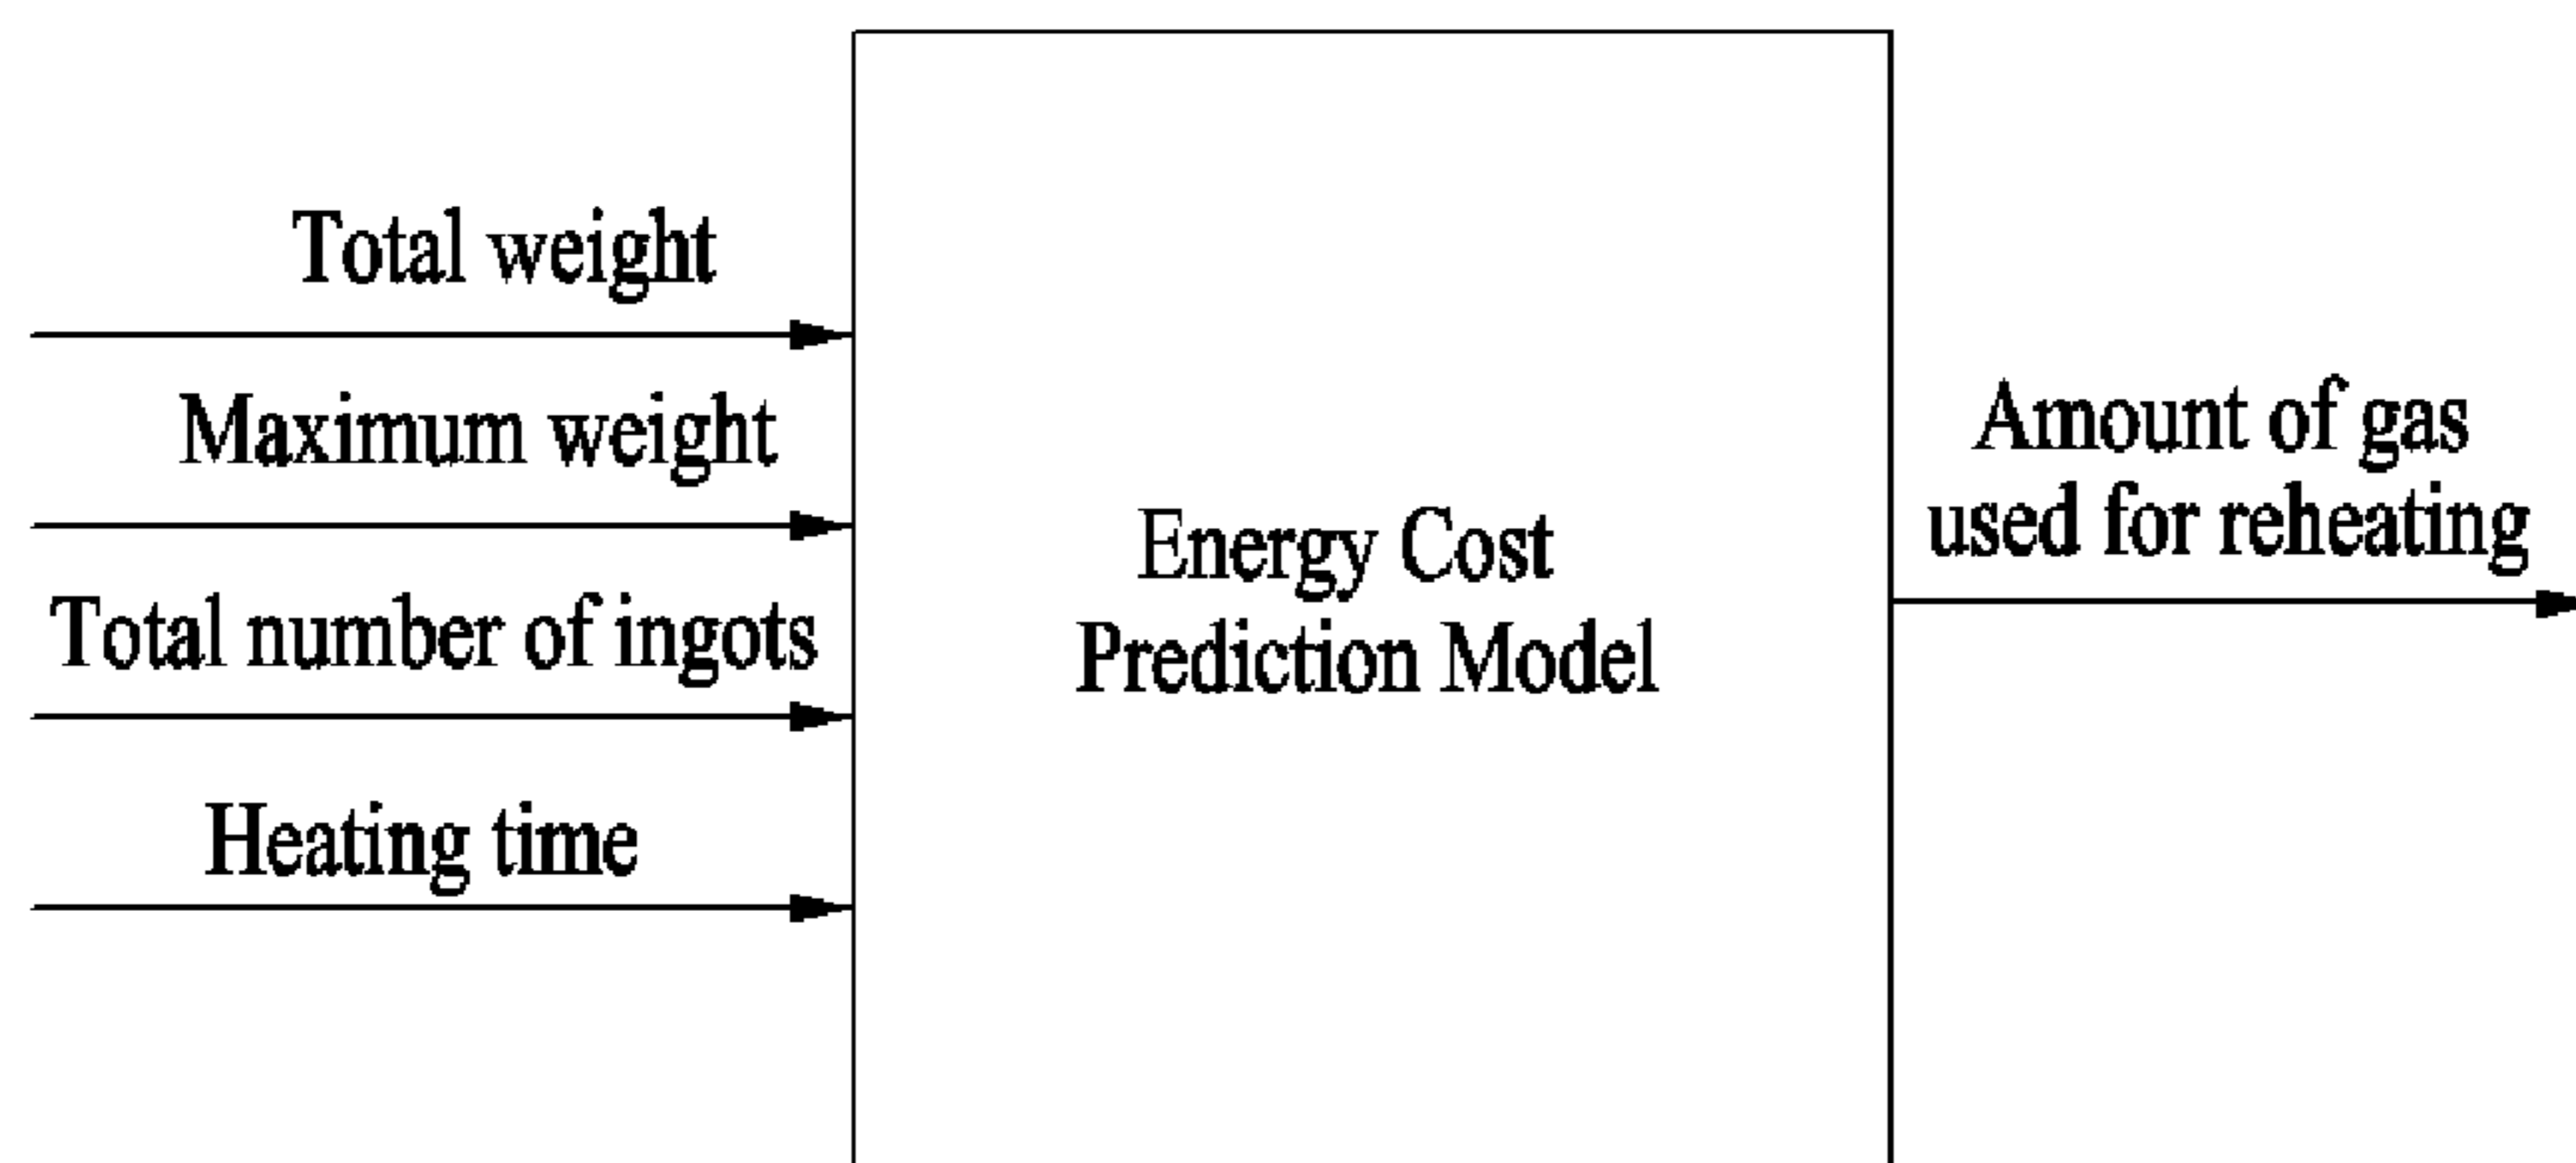 Total weight
Maximum weight
Total number of ingots
Heating time
Energy Cost
Prediction Model
Amount of gas
used for reheating